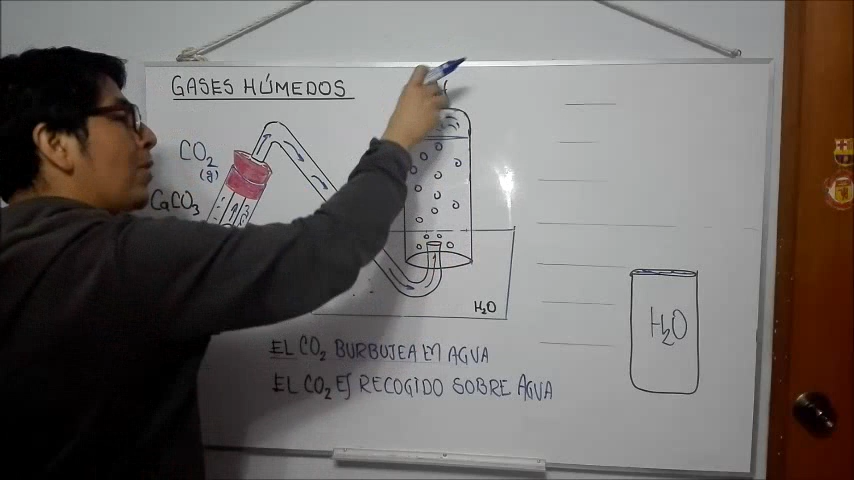 GASES HÚMEDOS
CO₂
(g)
CaCO₃
H₂O
H₂O
EL CO₂ BURBUJEA EN AGUA
EL CO₂ ES RECOGIDO SOBRE AGUA